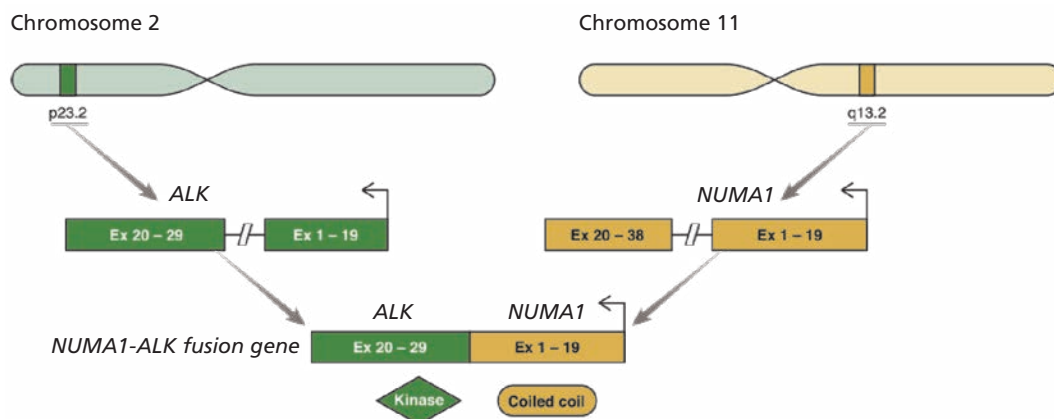 Chromosome 2
Chromosome 11
p23.2
q13.2
ALK
NUMA1
Ex 20 – 29
Ex 1 – 19
Ex 20 – 38
Ex 1 – 19
ALK
NUMA1
NUMA1-ALK fusion gene
Ex 20 – 29
Ex 1 – 19
Kinase
Coiled coil